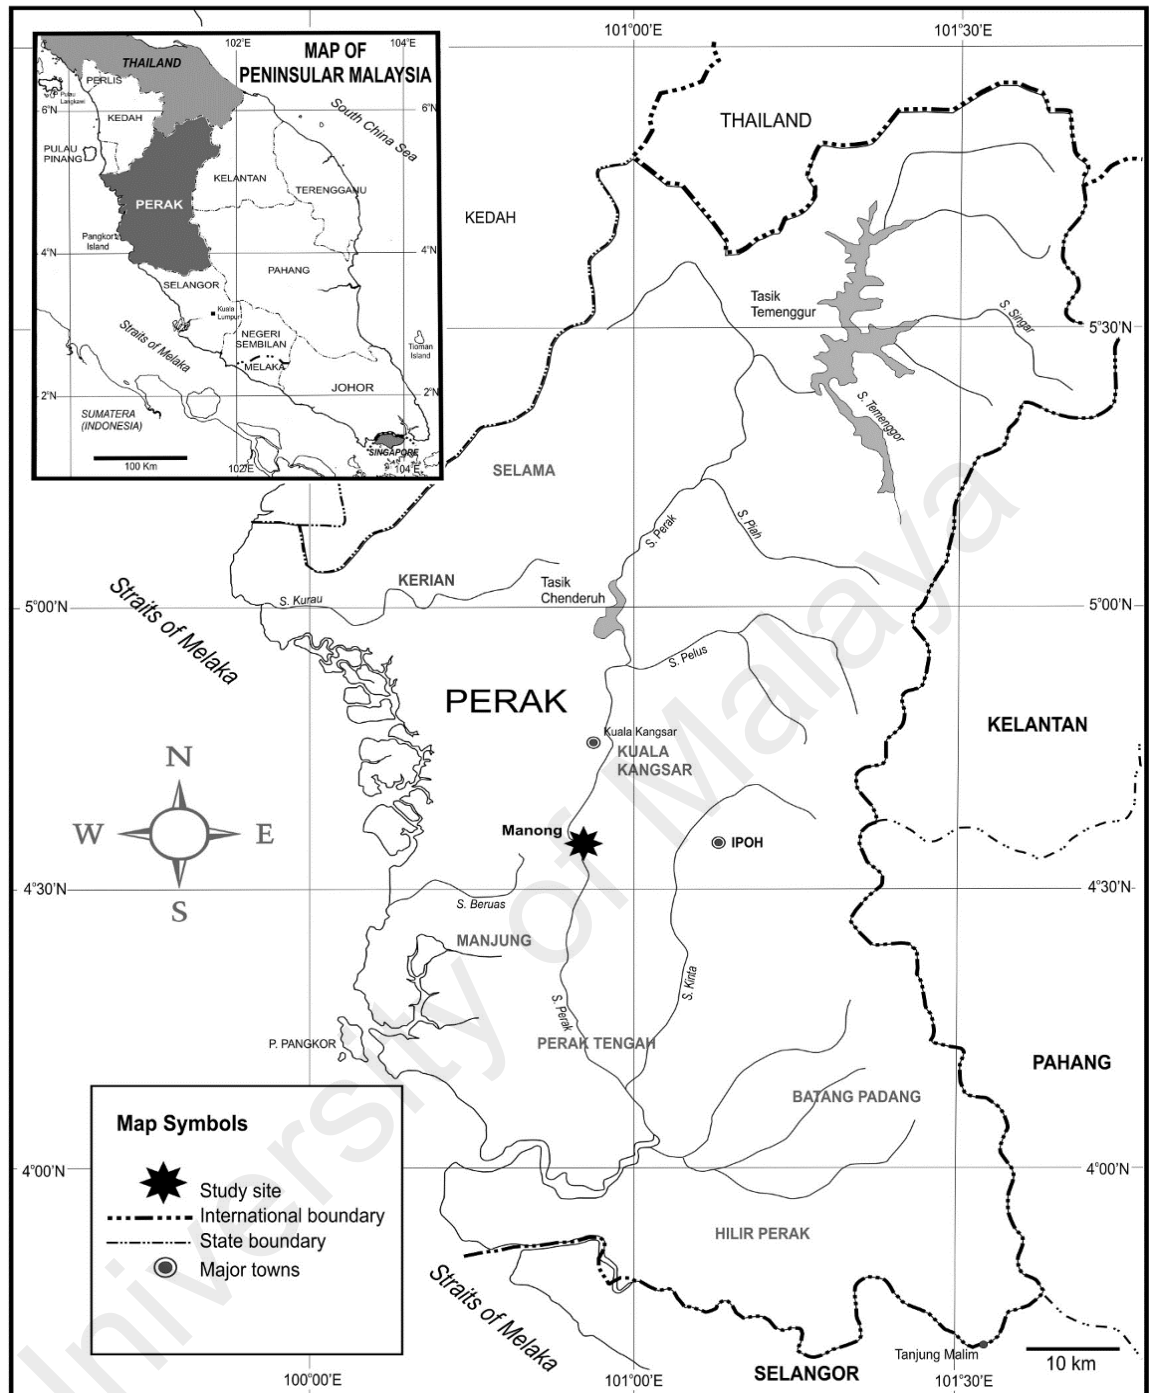 101°00'E
101°30'E
102°E
104°E
MAP OF
PENINSULAR MALAYSIA
THAILAND
PERLIS
Pulau
Langkawi
6°N
6°N
KEDAH
South China Sea
PULAU
PINANG
KELANTAN
TERENGGANU
PERAK
Pangkor
Island
4°N
4°N
PAHANG
SELANGOR
Kuala
Lumpur
Straits of Melaka
NEGERI
SEMBILAN
MELAKA
Tioman
Island
JOHOR
2°N
2°N
SUMATERA
(INDONESIA)
SINGAPORE
100 Km
102°E
104°E
THAILAND
KEDAH
Tasik
Temenggur
S. Singar
5°30'N
S. Temenggor
SELAMA
S. Perak
S. Piah
KERIAN
Tasik
Chenderuh
S. Kurau
5°00'N
5°00'N
Straits of Melaka
S. Pelus
PERAK
KELANTAN
Kuala Kangsar
KUALA
KANGSAR
N
W
E
S
Manong
IPOH
4°30'N
4°30'N
S. Beruas
MANJUNG
S. Kinta
S. Perak
P. PANGKOR
PERAK TENGAH
PAHANG
BATANG PADANG
Map Symbols
Study site
International boundary
State boundary
Major towns
4°00'N
4°00'N
HILIR PERAK
Straits of Melaka
Tanjung Malim
10 km
SELANGOR
100°00'E
101°00'E
101°3'0E
University of Malaya